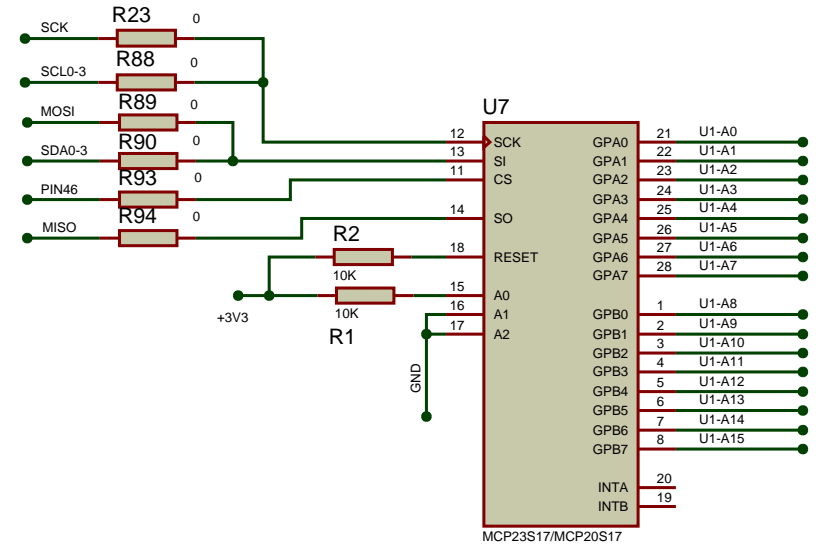 R23
SCK
0
R88
SCL0-3
0
R89
MOSI
0
R90
SDA0-3
0
R93
PIN46
0
R94
MISO
0
R2
10K
+3V3
10K
R1
GND
U7
12 SCK GPA0 21 U1-A0
13 SI GPA1 22 U1-A1
11 CS GPA2 23 U1-A2
GPA3 24 U1-A3
14 SO GPA4 25 U1-A4
GPA5 26 U1-A5
18 RESET GPA6 27 U1-A6
GPA7 28 U1-A7
15 A0
16 A1 GPB0 1 U1-A8
17 A2 GPB1 2 U1-A9
GPB2 3 U1-A10
GPB3 4 U1-A11
GPB4 5 U1-A12
GPB5 6 U1-A13
GPB6 7 U1-A14
GPB7 8 U1-A15
INTA 20
INTB 19
MCP23S17/MCP20S17